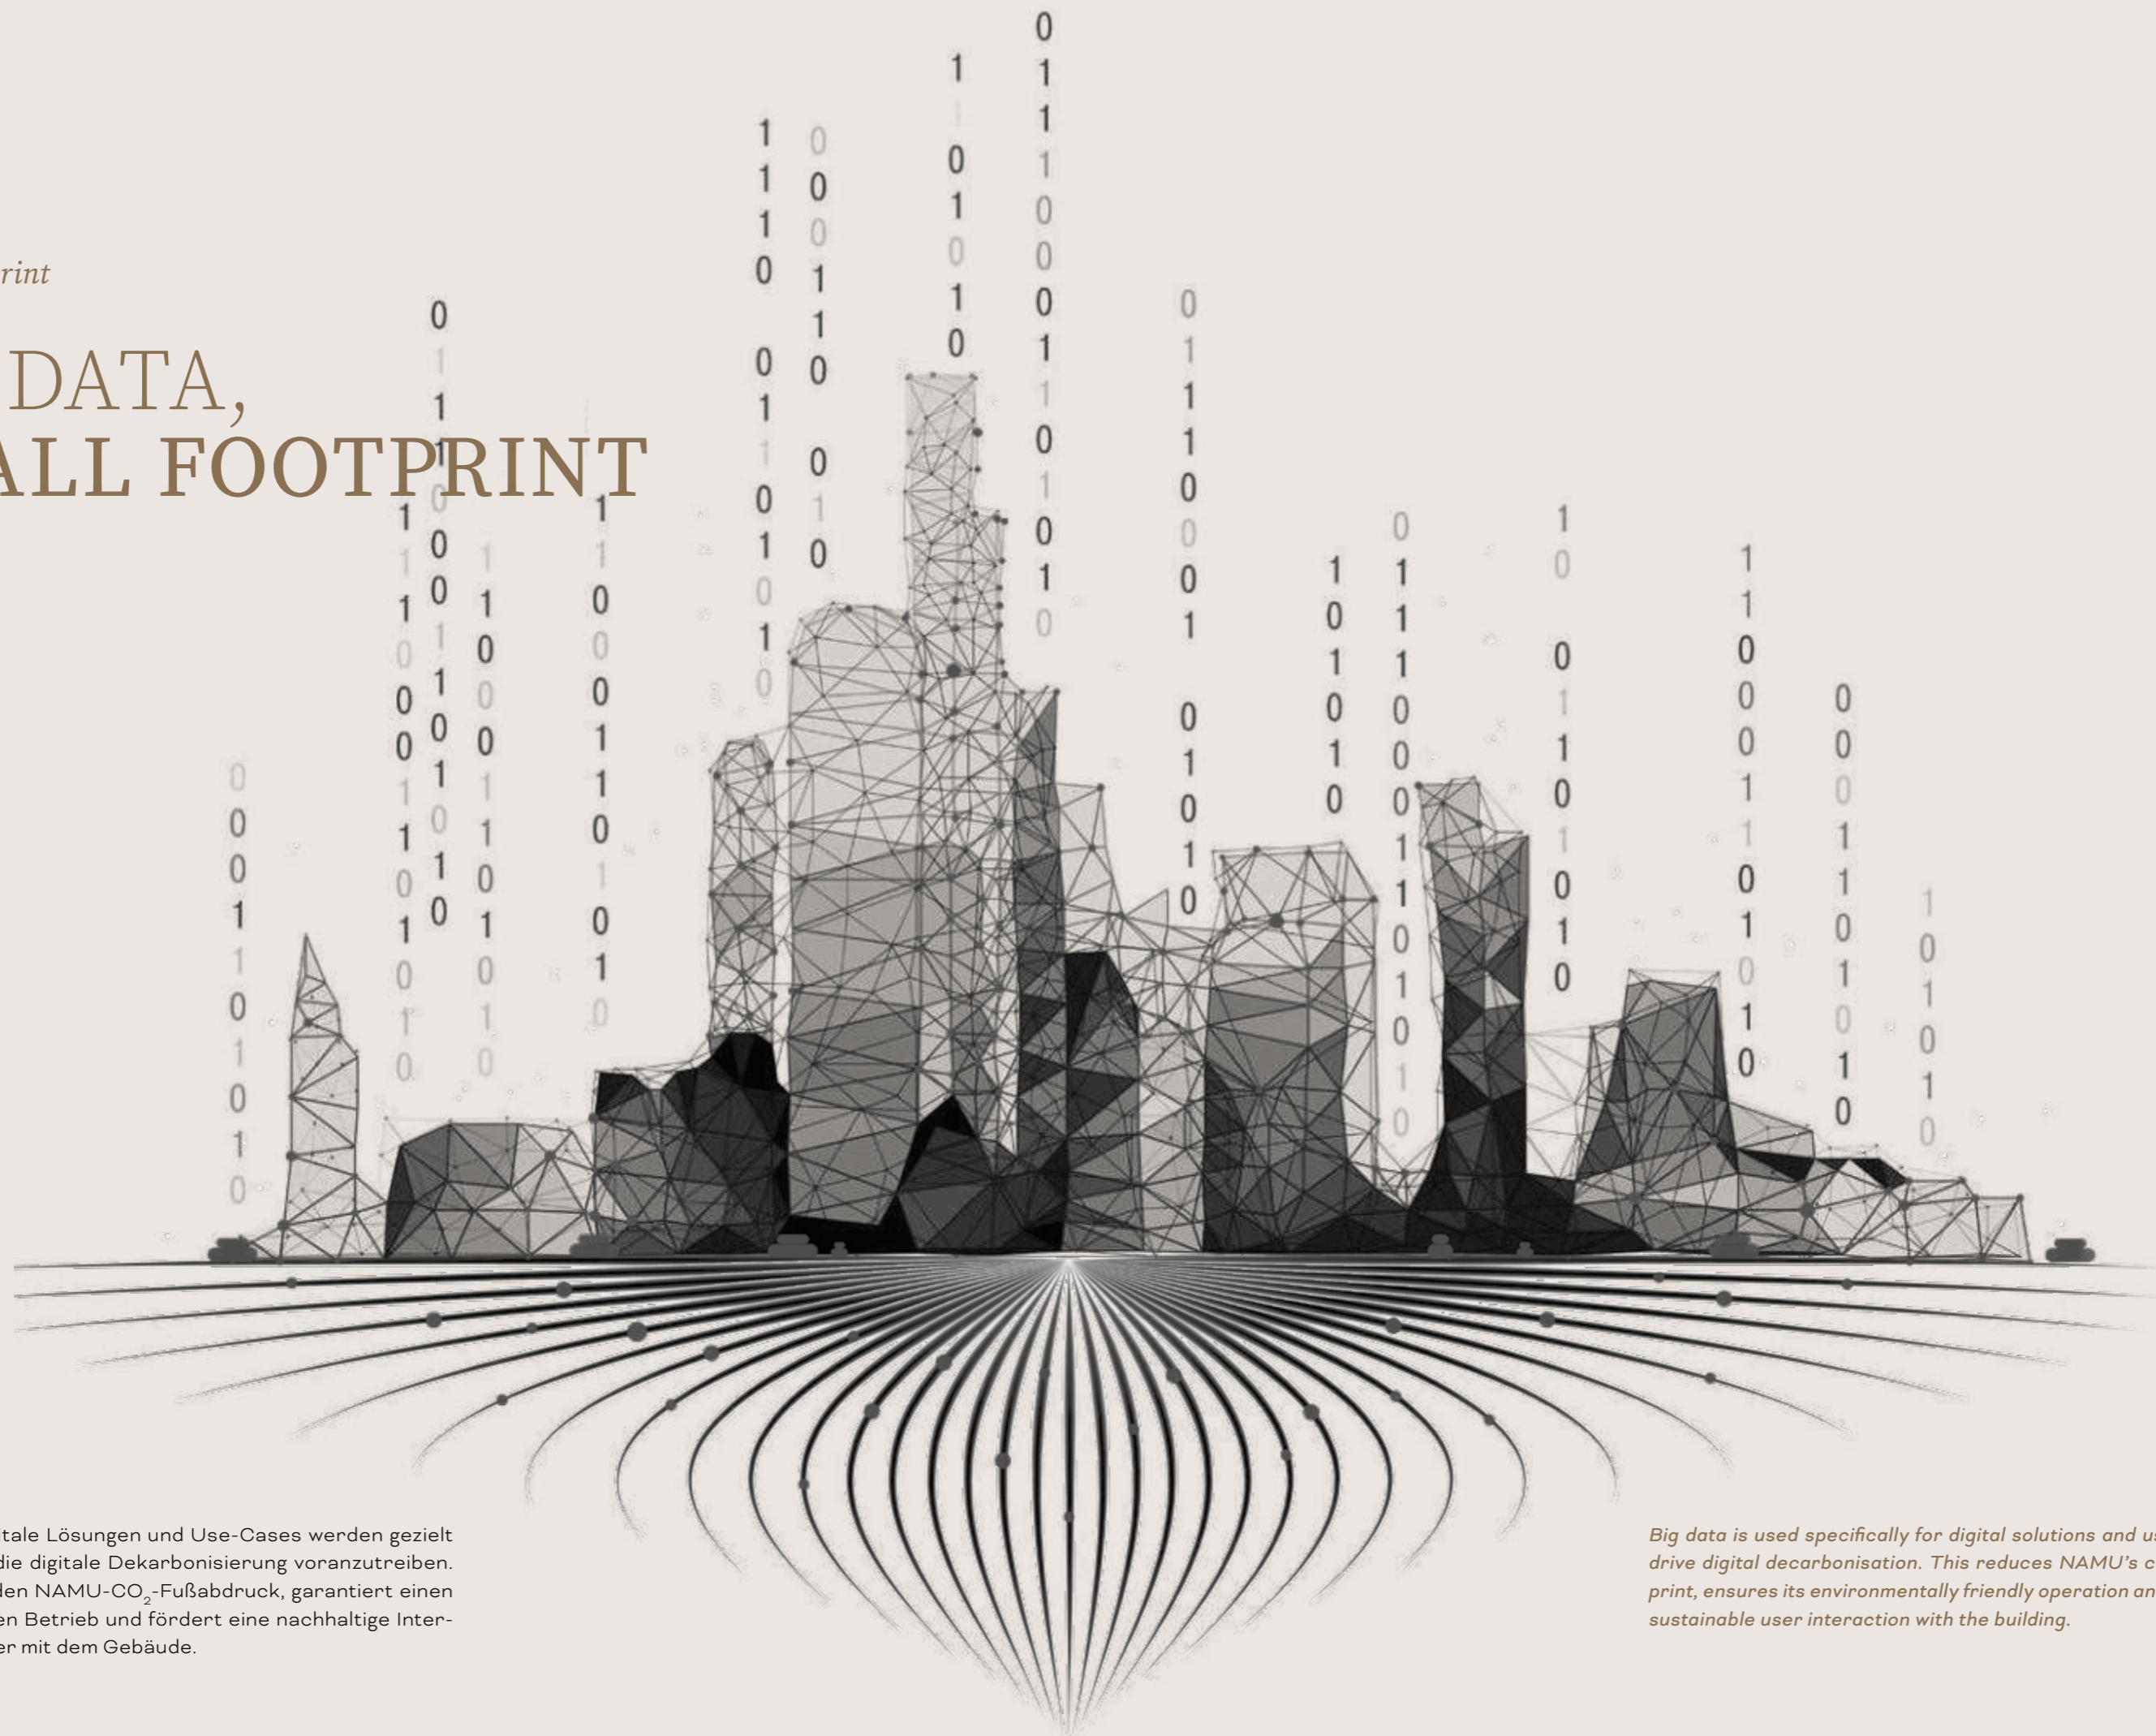 rint
DATA,
ALL FOOTPRINT
itale Lösungen und Use-Cases werden gezielt
die digitale Dekarbonisierung voranzutreiben.
den NAMU-CO₂-Fußabdruck, garantiert einen
en Betrieb und fördert eine nachhaltige Inter-
er mit dem Gebäude.
Big data is used specifically for digital solutions and us
drive digital decarbonisation. This reduces NAMU’s c
print, ensures its environmentally friendly operation an
sustainable user interaction with the building.